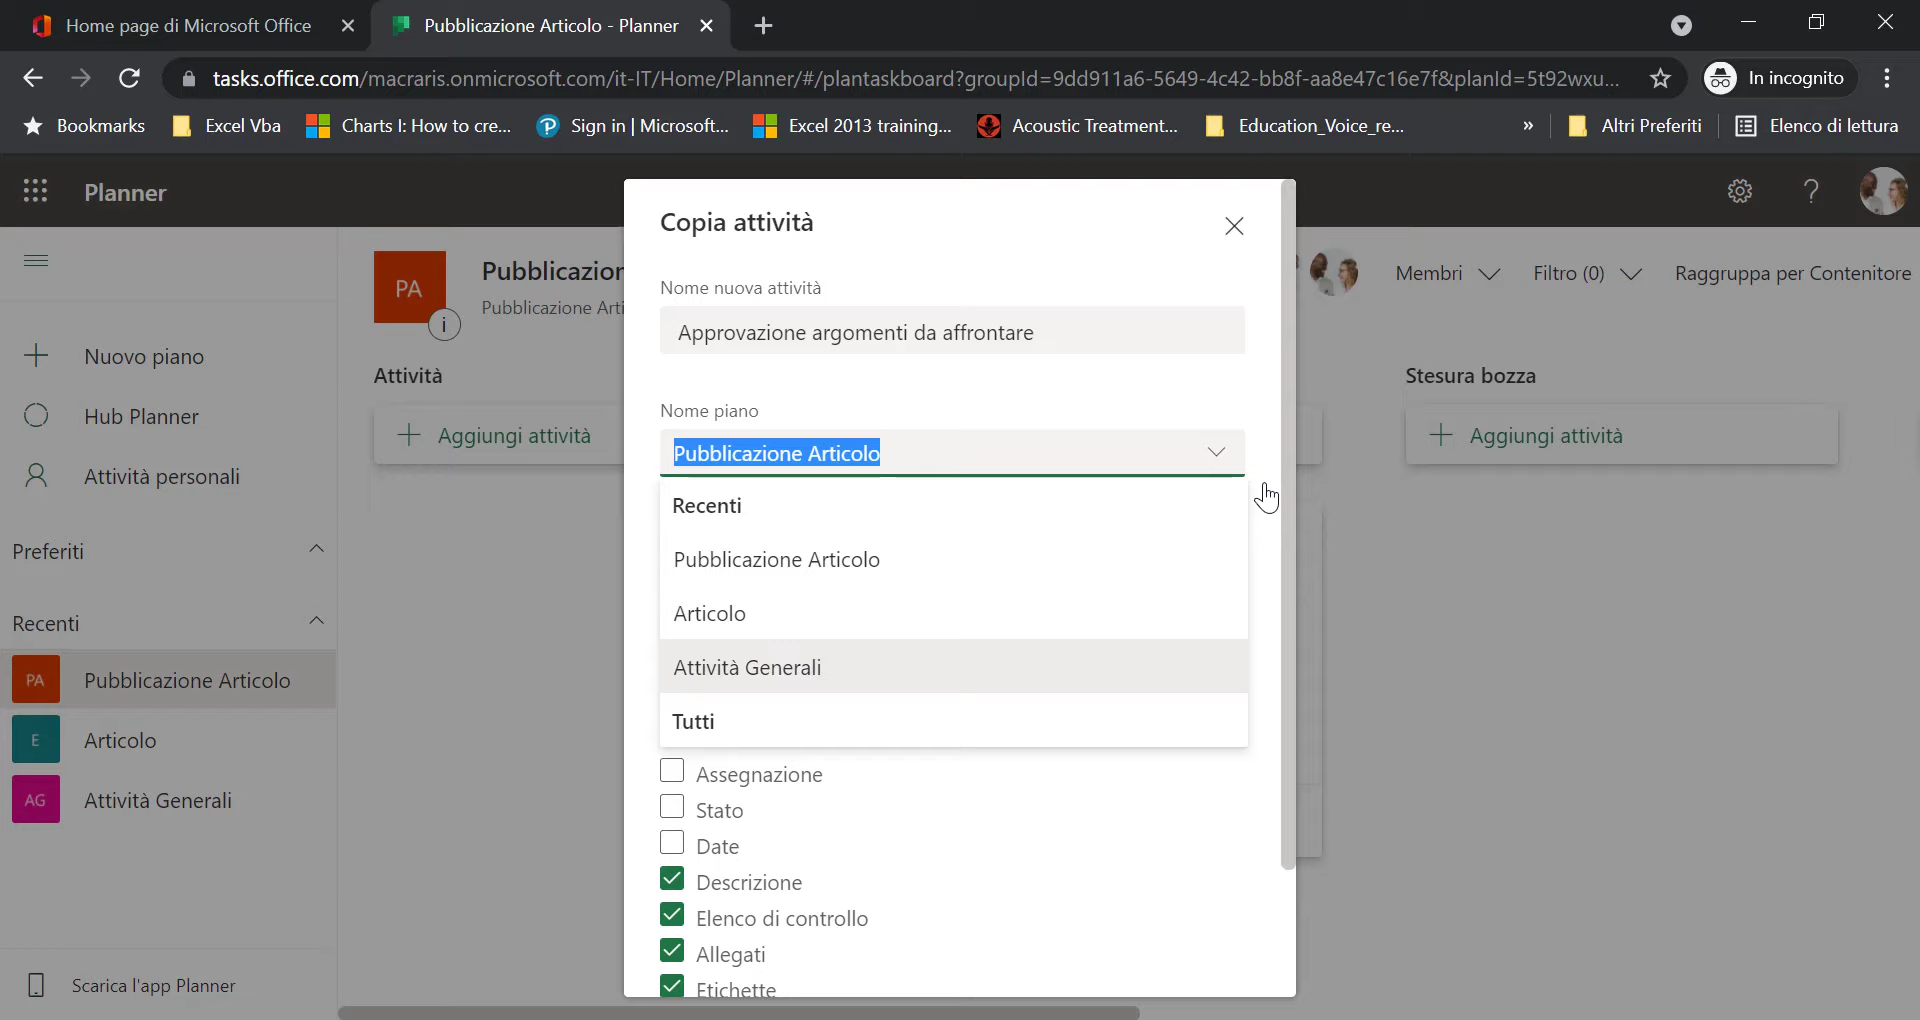 Home page di Microsoft Office
Pubblicazione Articolo - Planner
tasks.office.com/macraris.onmicrosoft.com/it-IT/Home/Planner/#/plantaskboard?groupId=9dd911a6-5649-4c42-bb8f-aa8e47c16e7f&planId=5t92wxu...
In incognito
Bookmarks
Excel Vba
Charts I: How to cre...
Sign in | Microsoft...
Excel 2013 training...
Acoustic Treatment...
Education_Voice_re...
»
Altri Preferiti
Elenco di lettura
Planner
?
Nuovo piano
Hub Planner
Attività personali
Preferiti
Recenti
PA Pubblicazione Articolo
E Articolo
AG Attività Generali
Scarica l'app Planner
PA
i
Pubblicazion
Pubblicazione Arti
Membri
Filtro (0)
Raggruppa per Contenitore
Attività
Aggiungi attività
Stesura bozza
Aggiungi attività
Copia attività
Nome nuova attività
Approvazione argomenti da affrontare
Nome piano
Pubblicazione Articolo
Recenti
Pubblicazione Articolo
Articolo
Attività Generali
Tutti
Assegnazione
Stato
Date
Descrizione
Elenco di controllo
Allegati
Etichette